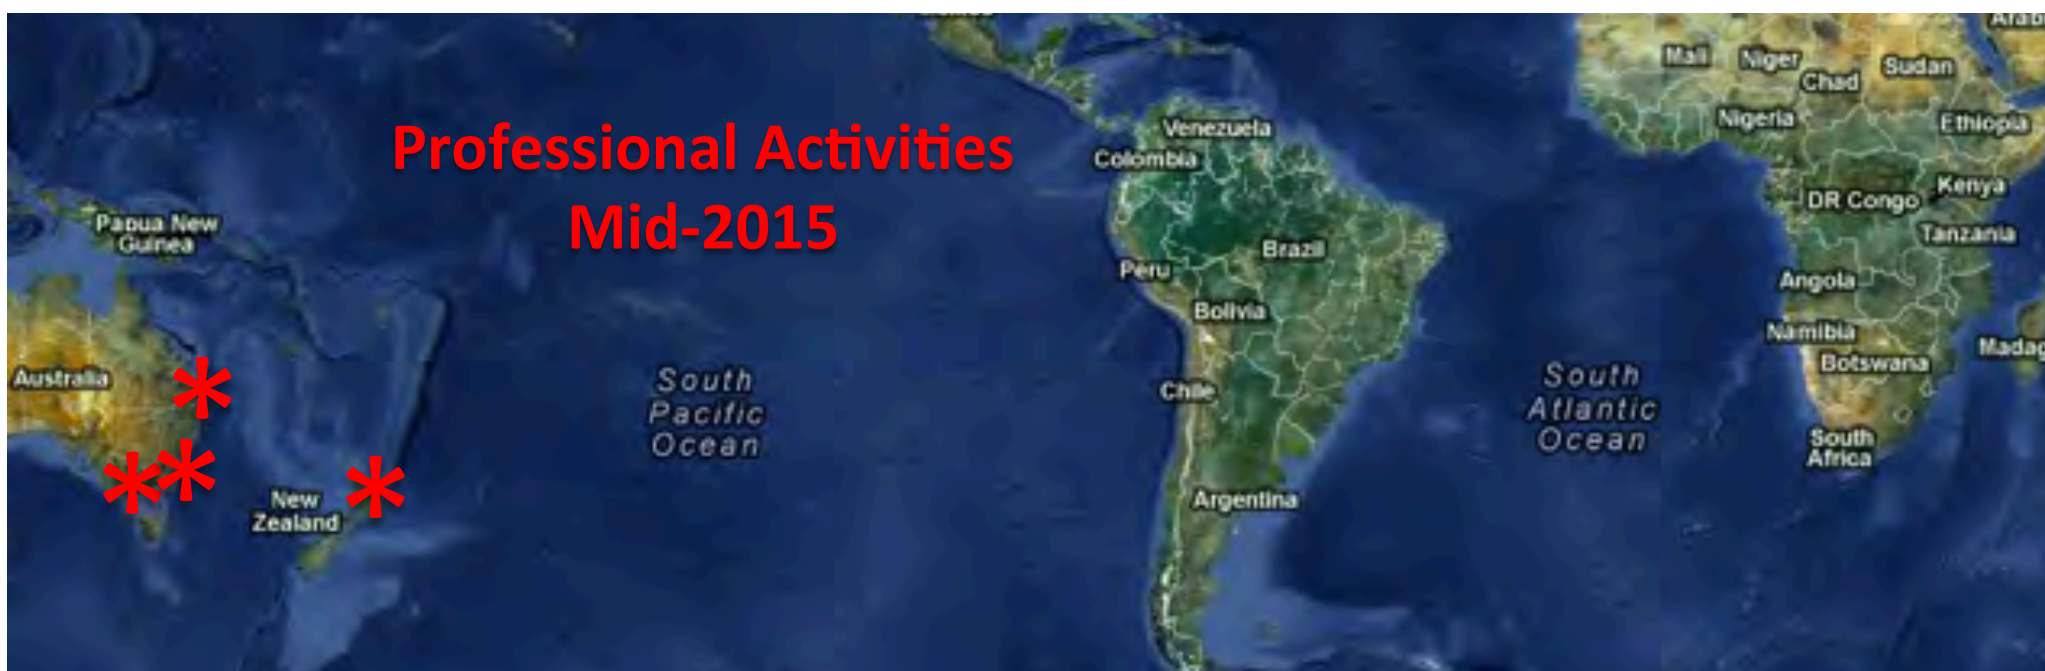 Professional Activities
Mid-2015
Arab
Mali
Niger
Chad
Sudan
Nigeria
Ethiopia
Venezuela
Colombia
DR Congo
Kenya
Tanzania
Papua New
Guinea
Brazil
Peru
Angola
Bolivia
Namibia
Botswana
Madag
Australia
*
South
Pacific
Ocean
Chile
South
Atlantic
Ocean
South
Africa
*
*
*
New
Zealand
Argentina